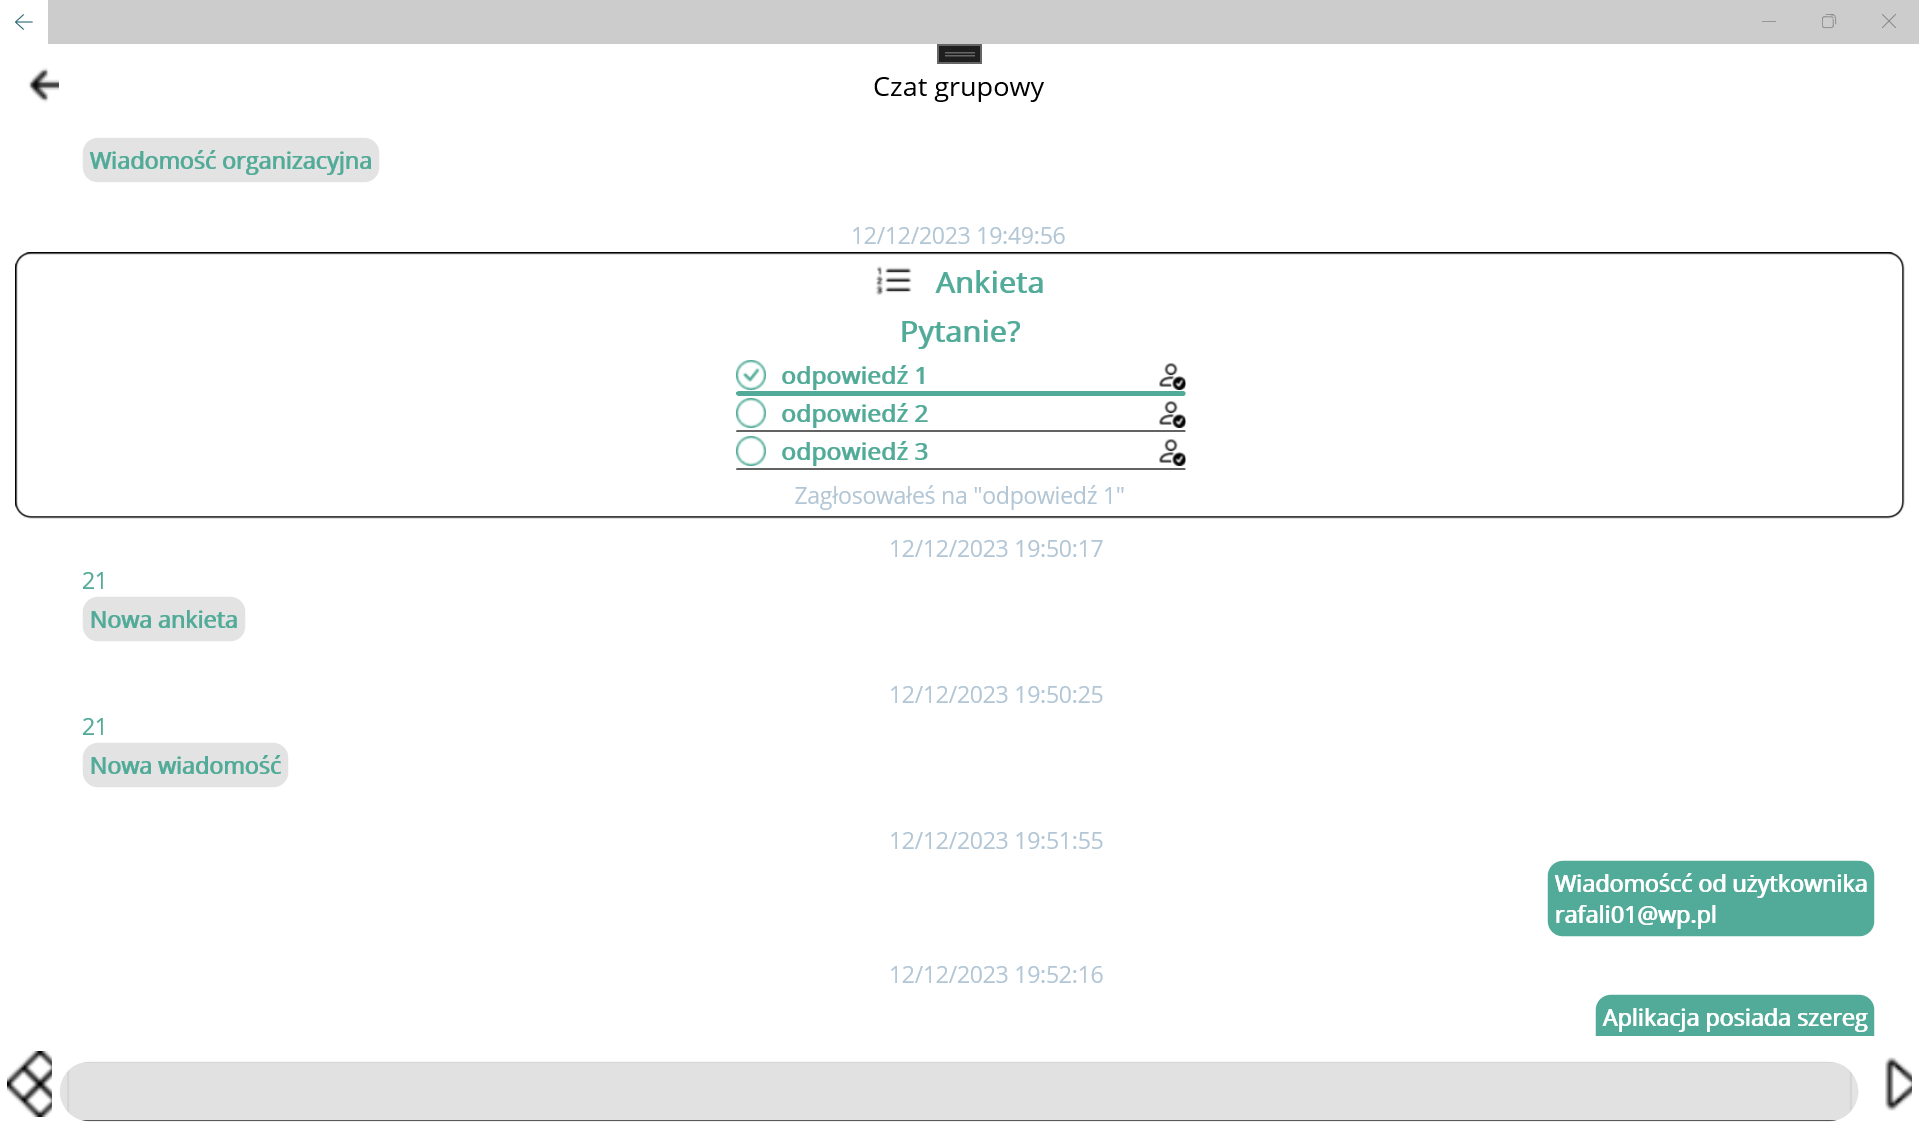 Czat grupowy
Wiadomość organizacyjna
12/12/2023 19:49:56
Ankieta
Pytanie?
odpowiedź 1
odpowiedź 2
odpowiedź 3
Zagłosowałeś na "odpowiedź 1"
12/12/2023 19:50:17
21
Nowa ankieta
12/12/2023 19:50:25
21
Nowa wiadomość
12/12/2023 19:51:55
Wiadomoścć od użytkownika
rafali01@wp.pl
12/12/2023 19:52:16
Aplikacja posiada szereg